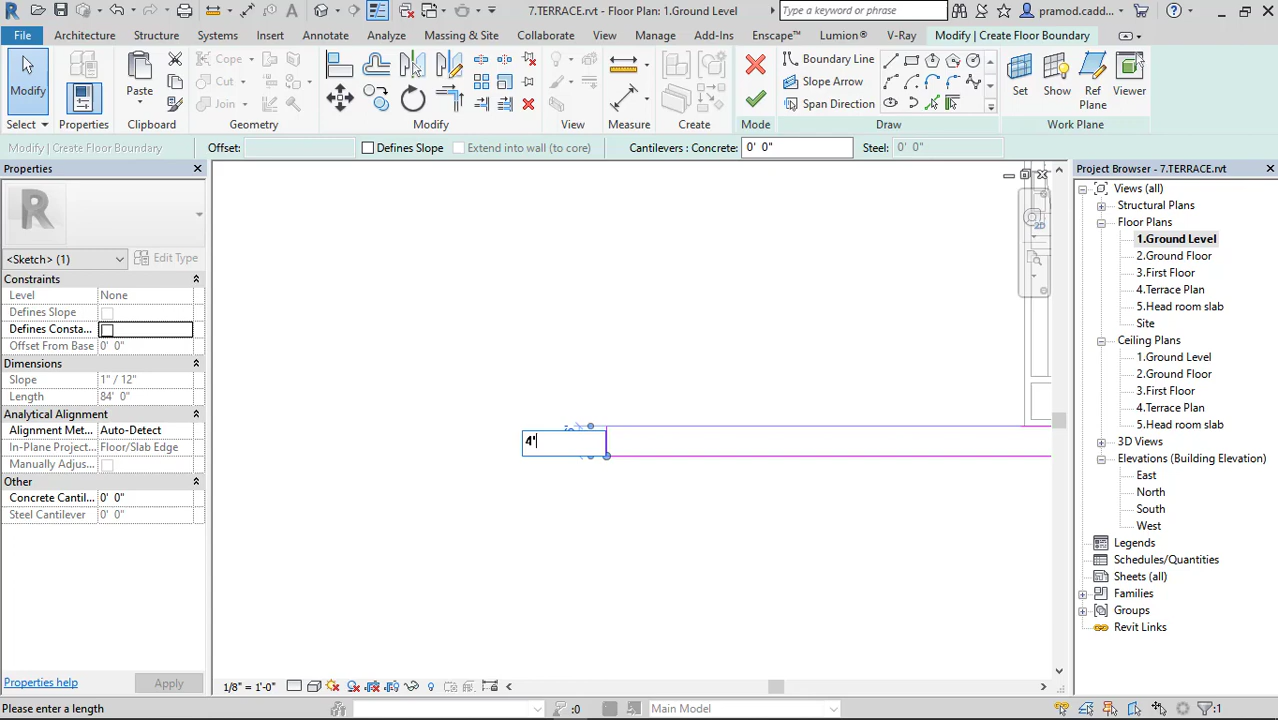 7.TERRACE.rvt - Floor Plan: 1.Ground Level
Type a keyword or phrase
pramod.cadd...
File
Architecture
Structure
Systems
Insert
Annotate
Analyze
Massing & Site
Collaborate
View
Manage
Add-Ins
Enscape™
Lumion®
V-Ray
Modify | Create Floor Boundary
Modify
Select
Properties
Paste
Clipboard
Cope
Cut
Join
Geometry
Modify
View
Measure
Create
Mode
Boundary Line
Slope Arrow
Span Direction
Draw
Set
Show
Ref Plane
Viewer
Work Plane
Modify | Create Floor Boundary
Offset:
Defines Slope
Extend into wall (to core)
Cantilevers : Concrete:
0' 0"
Steel:
0' 0"
Properties
<Sketch> (1)
Edit Type
Constraints
Level None
Defines Slope
Defines Consta...
Offset From Base 0' 0"
Dimensions
Slope 1" / 12"
Length 84' 0"
Analytical Alignment
Alignment Met... Auto-Detect
In-Plane Project... Floor/Slab Edge
Manually Adjus...
Other
Concrete Cantil... 0' 0"
Steel Cantilever 0' 0"
Properties help
Apply
4'
2D
1/8" = 1'-0"
Project Browser - 7.TERRACE.rvt
Views (all)
Structural Plans
Floor Plans
1.Ground Level
2.Ground Floor
3.First Floor
4.Terrace Plan
5.Head room slab
Site
Ceiling Plans
1.Ground Level
2.Ground Floor
3.First Floor
4.Terrace Plan
5.Head room slab
3D Views
Elevations (Building Elevation)
East
North
South
West
Legends
Schedules/Quantities
Sheets (all)
Families
Groups
Revit Links
Please enter a length
:0
Main Model
:1